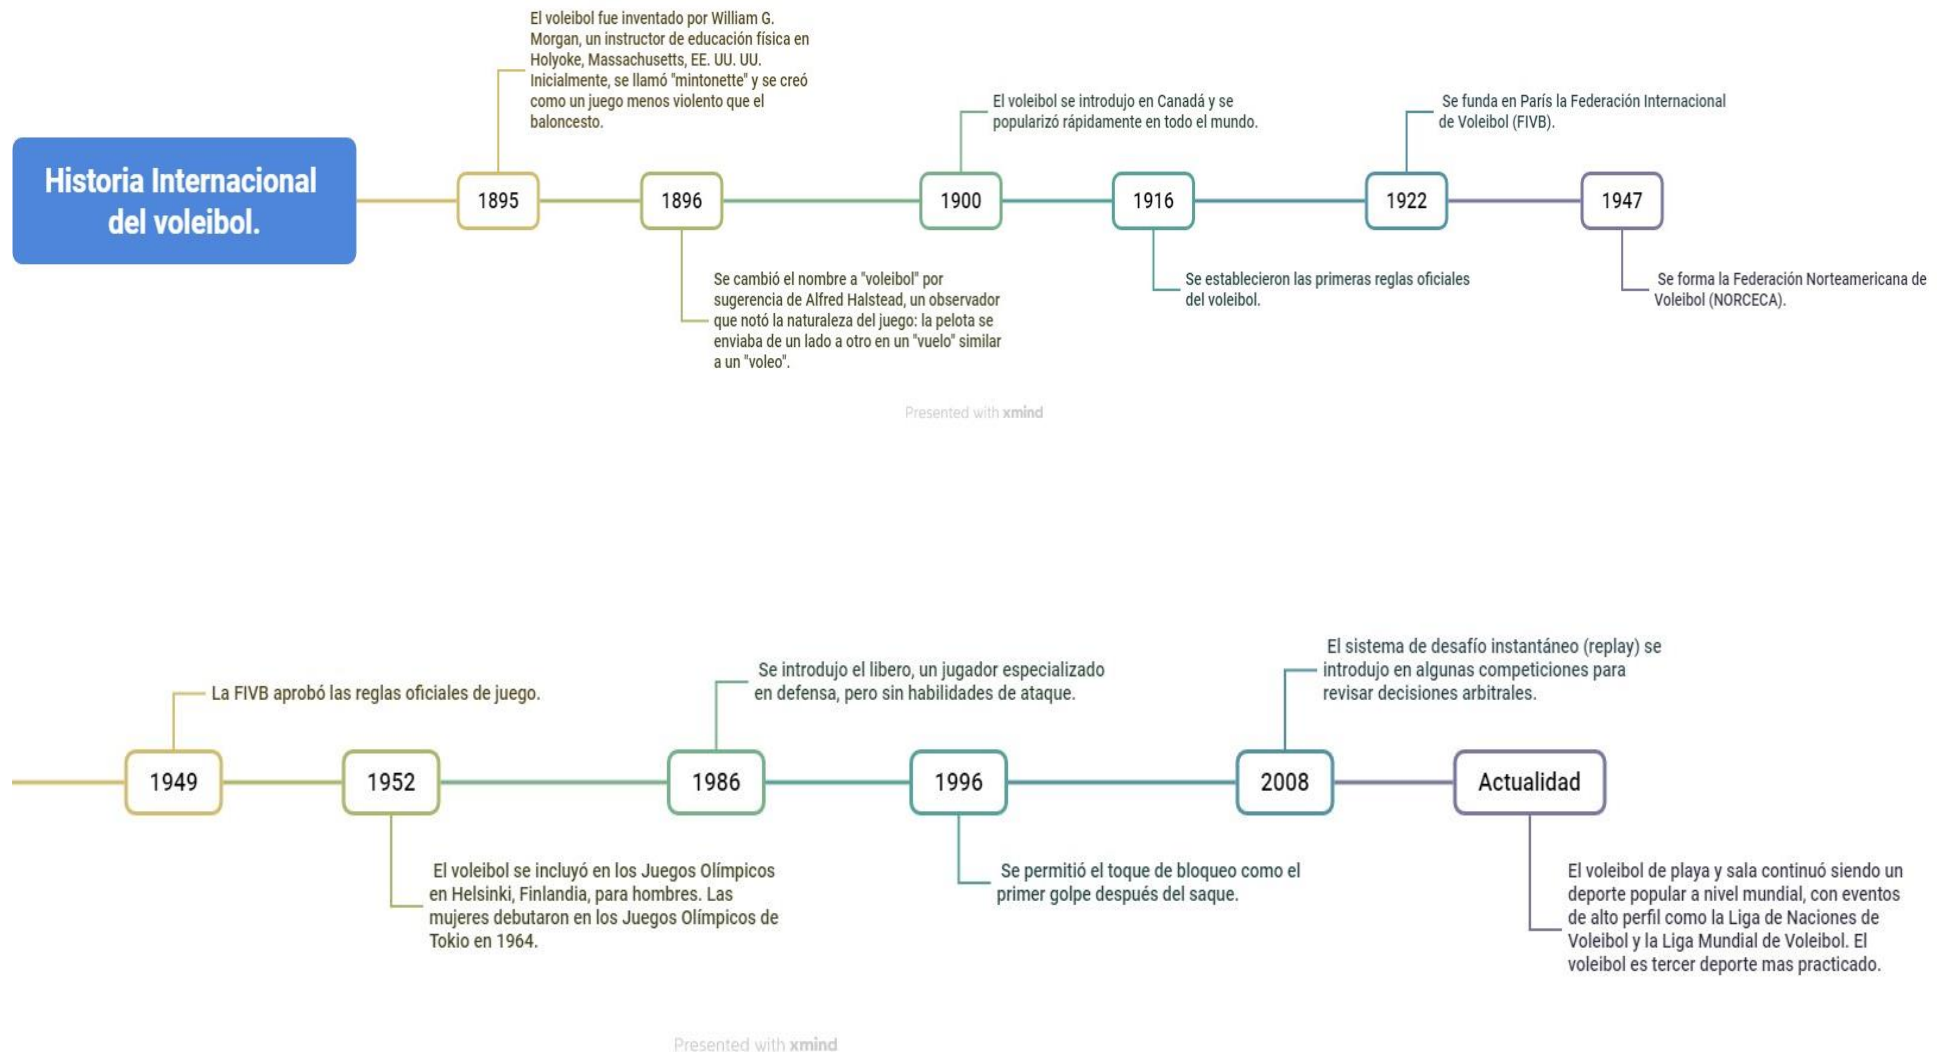 Historia Internacional
del voleibol.
1895
El voleibol fue inventado por William G.
Morgan, un instructor de educación física en
Holyoke, Massachusetts, EE. UU. UU.
Inicialmente, se llamó "mintonette" y se creó
como un juego menos violento que el
baloncesto.
1896
Se cambió el nombre a "voleibol" por
sugerencia de Alfred Halstead, un observador
que notó la naturaleza del juego: la pelota se
enviaba de un lado a otro en un "vuelo" similar
a un "voleo".
1900
El voleibol se introdujo en Canadá y se
popularizó rápidamente en todo el mundo.
1916
Se establecieron las primeras reglas oficiales
del voleibol.
1922
Se funda en París la Federación Internacional
de Voleibol (FIVB).
1947
Se forma la Federación Norteamericana de
Voleibol (NORCECA).
Presented with xmind
1949
La FIVB aprobó las reglas oficiales de juego.
1952
El voleibol se incluyó en los Juegos Olímpicos
en Helsinki, Finlandia, para hombres. Las
mujeres debutaron en los Juegos Olímpicos de
Tokio en 1964.
1986
Se introdujo el libero, un jugador especializado
en defensa, pero sin habilidades de ataque.
1996
Se permitió el toque de bloqueo como el
primer golpe después del saque.
2008
El sistema de desafío instantáneo (replay) se
introdujo en algunas competiciones para
revisar decisiones arbitrales.
Actualidad
El voleibol de playa y sala continuó siendo un
deporte popular a nivel mundial, con eventos
de alto perfil como la Liga de Naciones de
Voleibol y la Liga Mundial de Voleibol. El
voleibol es tercer deporte mas practicado.
Presented with xmind